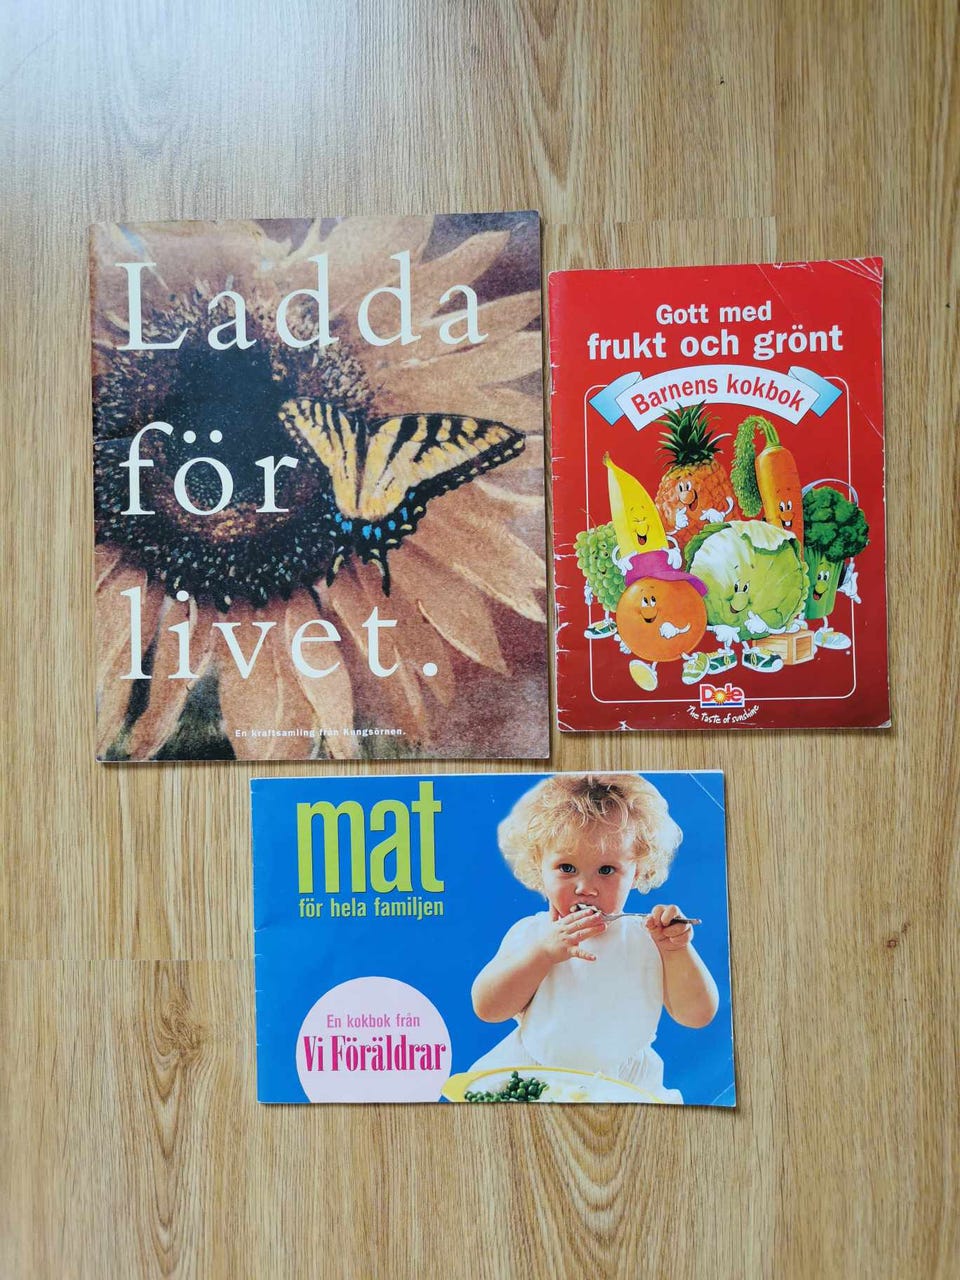 Ladda
för
livet.
En kraftsamling från Kungsörnen.
Gott med
frukt och grönt
Barnens kokbok
Dole
The taste of sunshine
mat
för hela familjen
En kokbok från
Vi Föräldrar